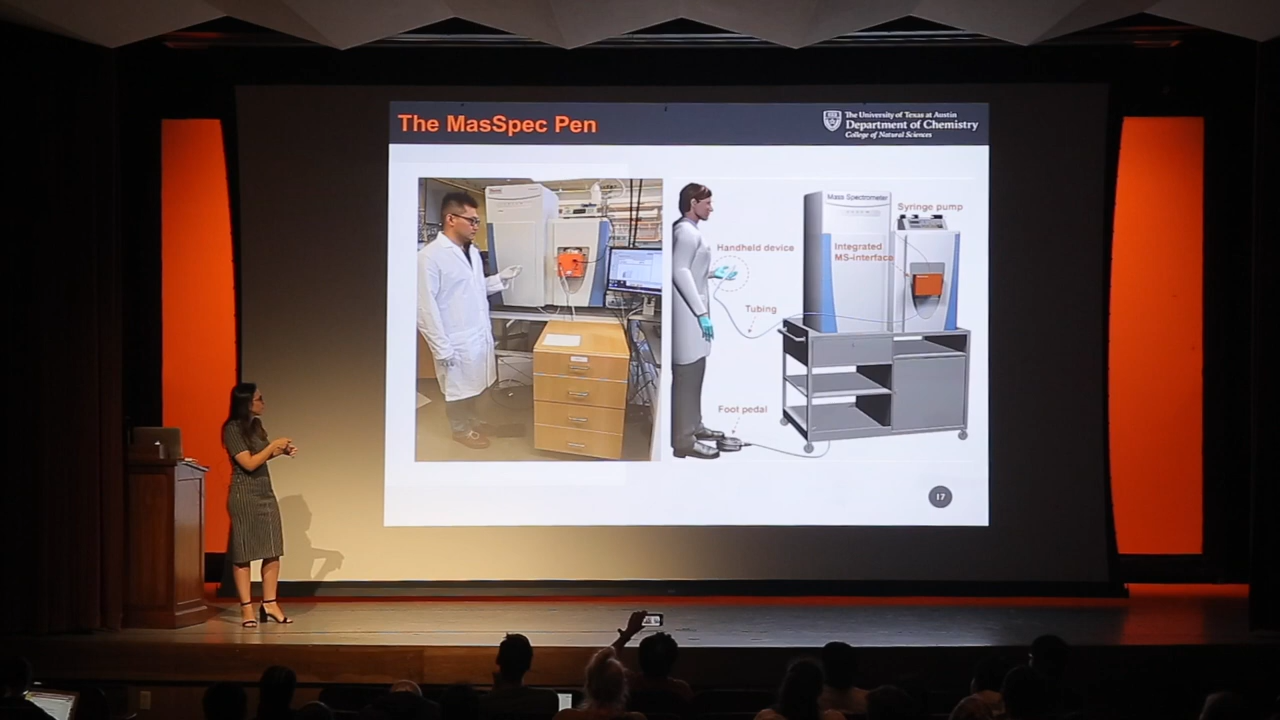 The MasSpec Pen
The University of Texas at Austin
Department of Chemistry
College of Natural Sciences
Mass Spectrometer
Syringe pump
Handheld device
Integrated
MS-interface
Tubing
Foot pedal
17